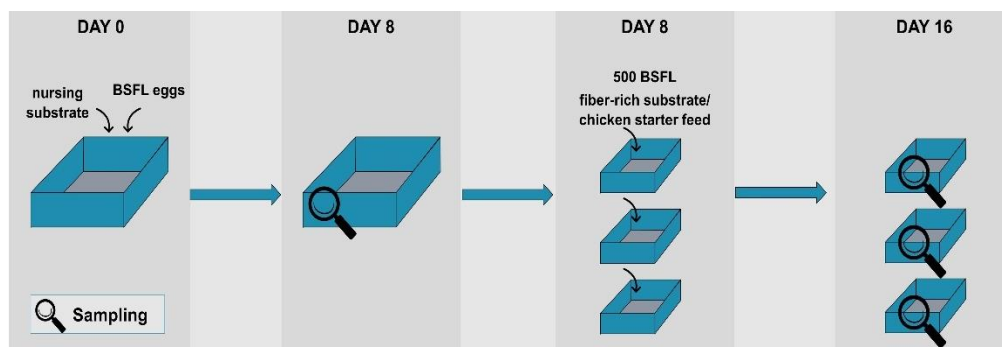 DAY 0
nursing
substrate
BSFL eggs
Sampling
DAY 8
DAY 8
500 BSFL
fiber-rich substrate/
chicken starter feed
DAY 16